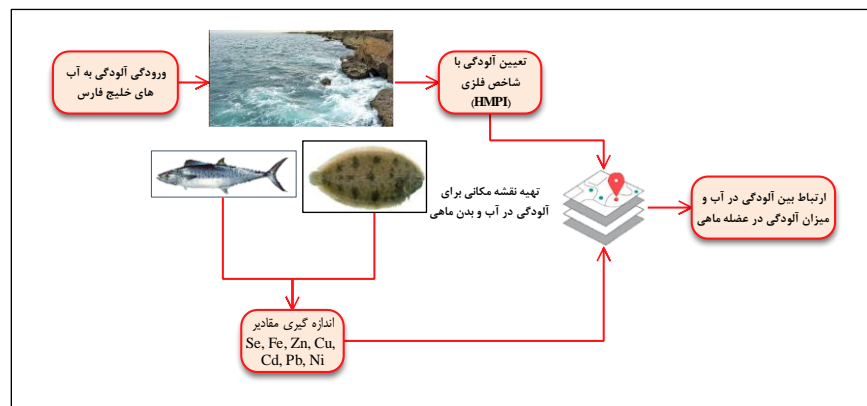 ورودگی آلودگی به آب
های خلیج فارس
تعیین آلودگی با
شاخص فلزی
(HMPI)
تهیه نقشه مکانی برای
آلودگی در آب و بدن ماهی
ارتباط بین آلودگی در آب و
میزان آلودگی در عضله ماهی
اندازه گیری مقادیر
Se, Fe, Zn, Cu,
Cd, Pb, Ni